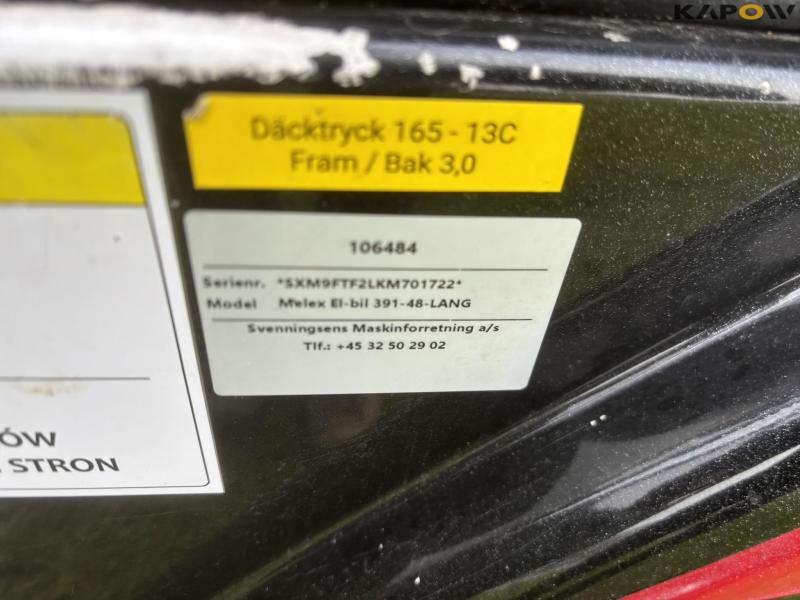 KAPOW
Däcktryck 165 - 13C
Fram / Bak 3,0
106484
Serienr. *SXM9FTF2LKM701722*
Model Melex El-bil 391-48-LANG
Svenningsens Maskinforretning a/s
Tlf.: +45 32 50 29 02
ÓW
STRON